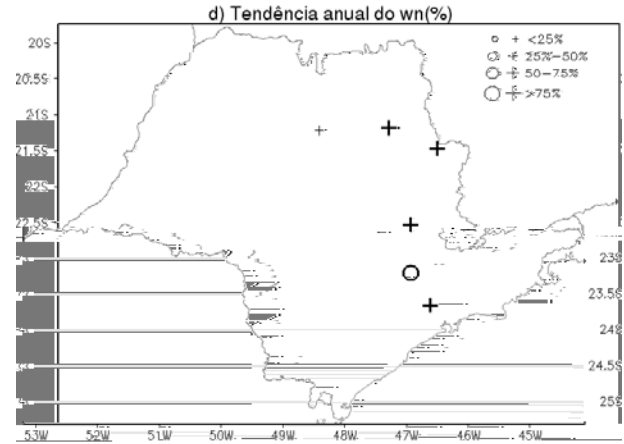 d) Tendência anual do wn(%)
<25%
25%-50%
50-75%
>75%
20S
20.5S
21S
21.5S
22S
22.5S
23S
23.5S
24S
24.5S
25S
53W 52W 51W 50W 49W 48W 47W 46W 45W